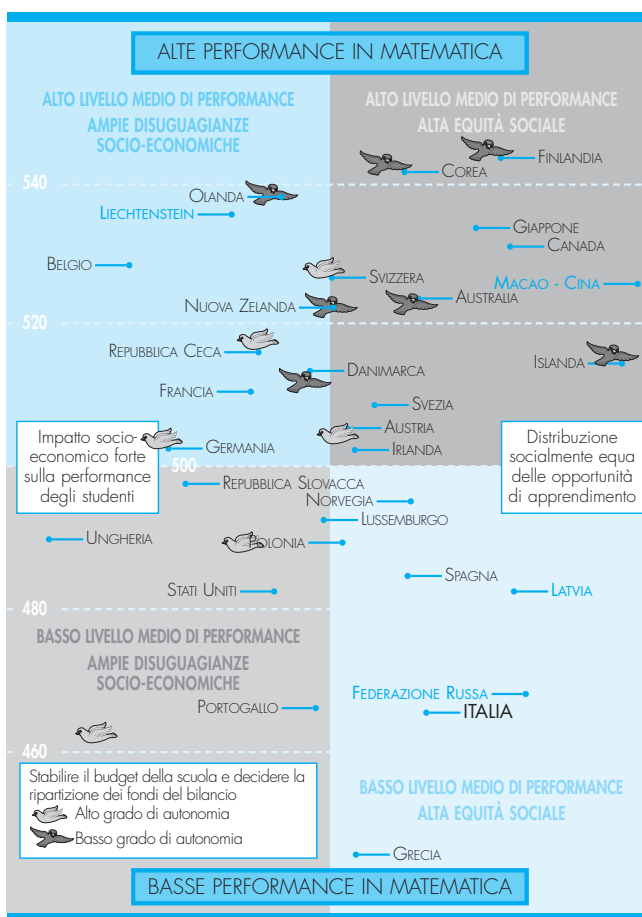 ALTE PERFORMANCE IN MATEMATICA
ALTO LIVELLO MEDIO DI PERFORMANCE
AMPIE DISUGUAGIANZE
SOCIO-ECONOMICHE
ALTO LIVELLO MEDIO DI PERFORMANCE
ALTA EQUITÀ SOCIALE
FINLANDIA
COREA
540
OLANDA
LIECHTENSTEIN
GIAPPONE
CANADA
BELGIO
SVIZZERA
MACAO - CINA
NUOVA ZELANDA
AUSTRALIA
520
REPUBBLICA CECA
DANIMARCA
ISLANDA
FRANCIA
SVEZIA
AUSTRIA
GERMANIA
IRLANDA
Impatto socio-
economico forte
sulla performance
degli studenti
Distribuzione
socialmente equa
delle opportunità
di apprendimento
500
REPUBBLICA SLOVACCA
NORVEGIA
LUSSEMBURGO
UNGHERIA
POLONIA
SPAGNA
STATI UNITI
LATVIA
480
BASSO LIVELLO MEDIO DI PERFORMANCE
AMPIE DISUGUAGIANZE
SOCIO-ECONOMICHE
FEDERAZIONE RUSSA
PORTOGALLO
ITALIA
460
Stabilire il budget della scuola e decidere la
ripartizione dei fondi del bilancio
Alto grado di autonomia
Basso grado di autonomia
BASSO LIVELLO MEDIO DI PERFORMANCE
ALTA EQUITÀ SOCIALE
GRECIA
BASSE PERFORMANCE IN MATEMATICA